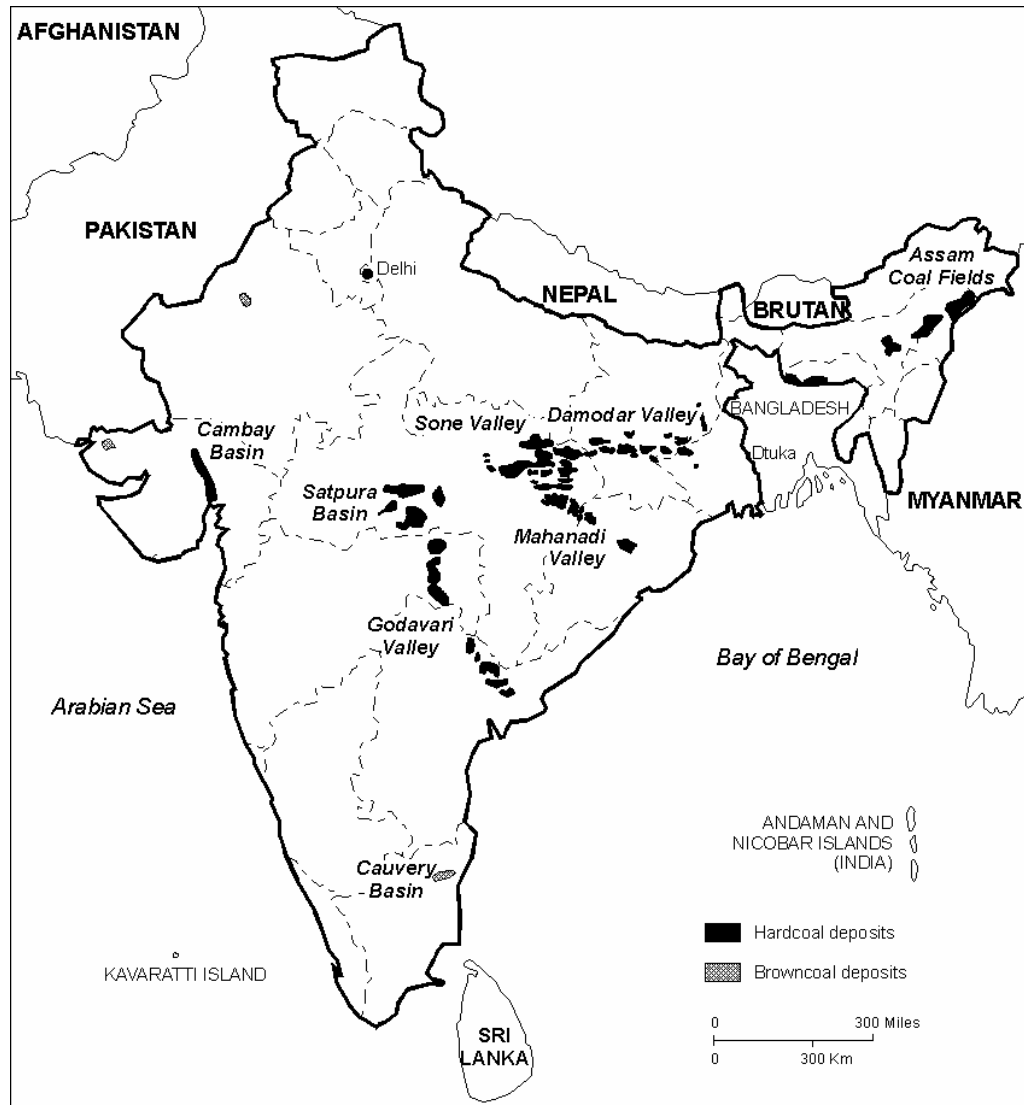 AFGHANISTAN
PAKISTAN
Delhi
NEPAL
BRUTAN
Assam
Coal Fields
BANGLADESH
Dtuka
MYANMAR
Cambay
Basin
Sone Valley
Damodar Valley
Satpura
Basin
Mahanadi
Valley
Godavari
Valley
Arabian Sea
Bay of Bengal
ANDAMAN AND
NICOBAR ISLANDS
(INDIA)
Cauvery
Basin
KAVARATTI ISLAND
SRI
LANKA
Hardcoal deposits
Browncoal deposits
0 300 Miles
0 300 Km